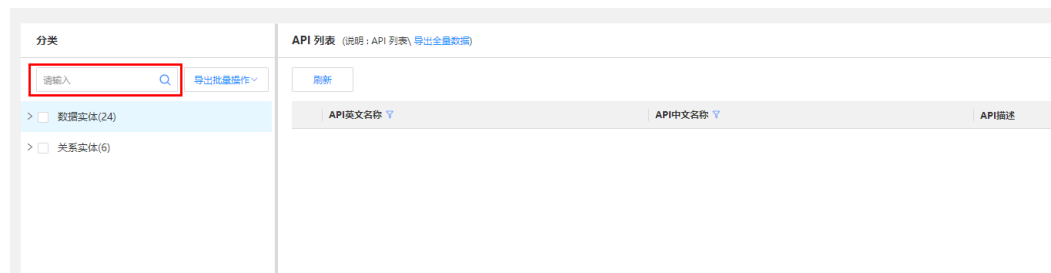 分类
请输入
导出批量操作
数据实体(24)
关系实体(6)
API 列表 (说明 : API 列表\ 导出全量数据)
刷新
API英文名称 API中文名称 API描述